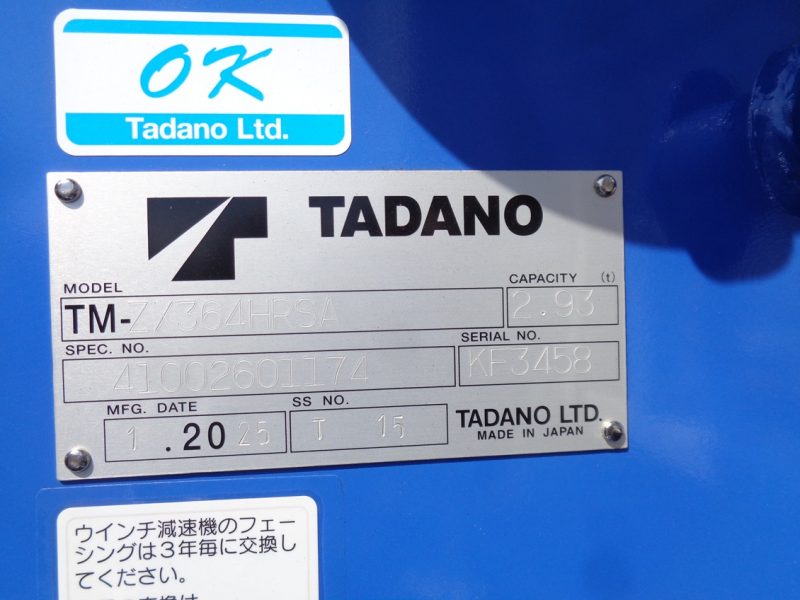 OK
Tadano Ltd.
TADANO
MODEL
CAPACITY (t)
TM-ZX364HRSA
2.93
SPEC. NO.
SERIAL NO.
41002601174
KF3458
MFG. DATE
SS NO.
1 .2025
T 15
TADANO LTD.
MADE IN JAPAN
ウインチ減速機のフェー
シングは3年毎に交換し
てください。